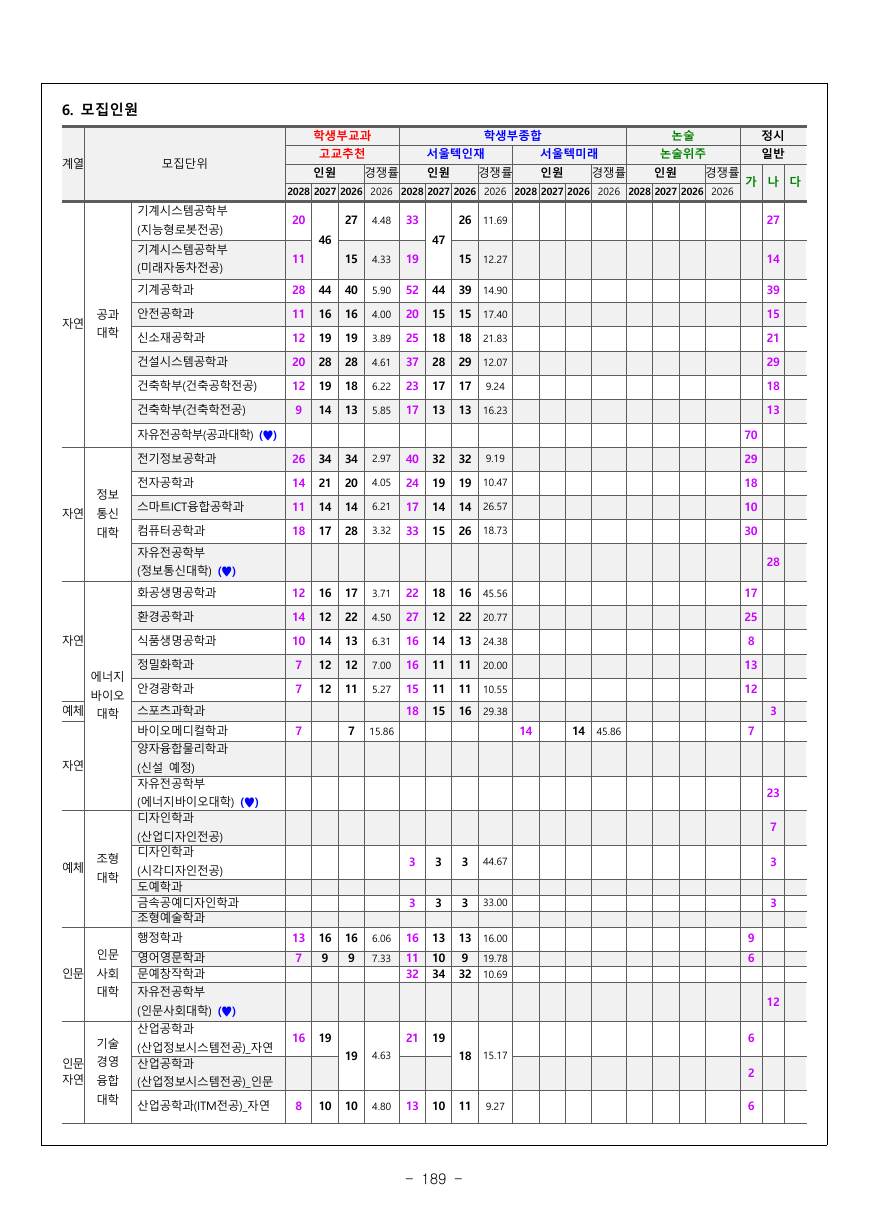 6. 모집인원
계열 모집단위 학생부교과 학생부종합 논술 정시
고교추천 서울텍인재 서울텍미래 논술위주 일반
인원 경쟁률 인원 경쟁률 인원 경쟁률 인원 경쟁률 가 나 다
2028 2027 2026 2026 2028 2027 2026 2026 2028 2027 2026 2026 2028 2027 2026 2026
자연 공과 대학
기계시스템공학부 (지능형로봇전공) 20 46 27 4.48 33 47 26 11.69 27
기계시스템공학부 (미래자동차전공) 11 15 4.33 19 15 12.27 14
기계공학과 28 44 40 5.90 52 44 39 14.90 39
안전공학과 11 16 16 4.00 20 15 15 17.40 15
신소재공학과 12 19 19 3.89 25 18 18 21.83 21
건설시스템공학과 20 28 28 4.61 37 28 29 12.07 29
건축학부(건축공학전공) 12 19 18 6.22 23 17 17 9.24 18
건축학부(건축학전공) 9 14 13 5.85 17 13 13 16.23 13
자유전공학부(공과대학) (♥) 70
자연 정보 통신 대학
전기정보공학과 26 34 34 2.97 40 32 32 9.19 29
전자공학과 14 21 20 4.05 24 19 19 10.47 18
스마트ICT융합공학과 11 14 14 6.21 17 14 14 26.57 10
컴퓨터공학과 18 17 28 3.32 33 15 26 18.73 30
자유전공학부 (정보통신대학) (♥) 28
자연 에너지 바이오 대학
화공생명공학과 12 16 17 3.71 22 18 16 45.56 17
환경공학과 14 12 22 4.50 27 12 22 20.77 25
식품생명공학과 10 14 13 6.31 16 14 13 24.38 8
정밀화학과 7 12 12 7.00 16 11 11 20.00 13
안경광학과 7 12 11 5.27 15 11 11 10.55 12
예체 스포츠과학과 18 15 16 29.38 3
자연
바이오메디컬학과 7 7 15.86 14 14 45.86 7
양자융합물리학과 (신설 예정)
자유전공학부 (에너지바이오대학) (♥) 23
예체 조형 대학
디자인학과 (산업디자인전공) 7
디자인학과 (시각디자인전공) 3 3 3 44.67 3
도예학과
금속공예디자인학과 3 3 3 33.00 3
조형예술학과
인문 인문 사회 대학
행정학과 13 16 16 6.06 16 13 13 16.00 9
영어영문학과 7 9 9 7.33 11 10 9 19.78 6
문예창작학과 32 34 32 10.69
자유전공학부 (인문사회대학) (♥) 12
인문 자연 기술 경영 융합 대학
산업공학과 (산업정보시스템전공)_자연 16 19 19 4.63 21 19 18 15.17 6
산업공학과 (산업정보시스템전공)_인문 2
산업공학과(ITM전공)_자연 8 10 10 4.80 13 10 11 9.27 6
- 189 -